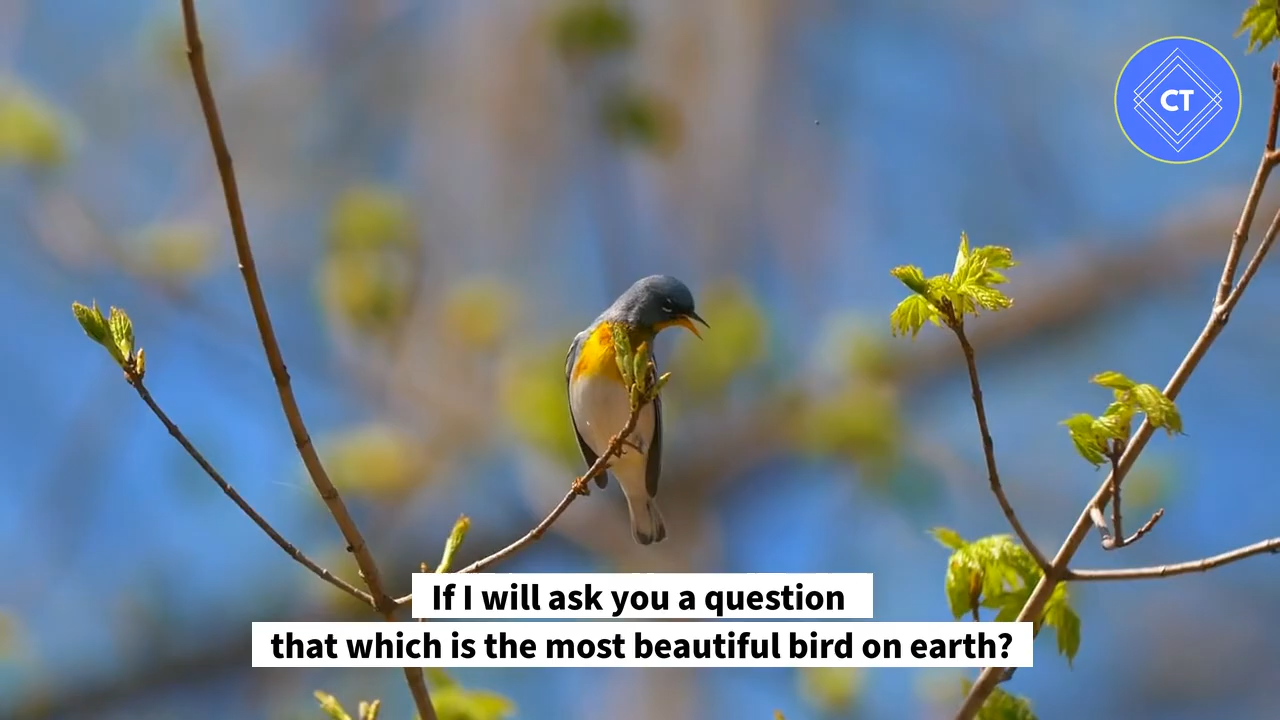 CT
If I will ask you a question
that which is the most beautiful bird on earth?